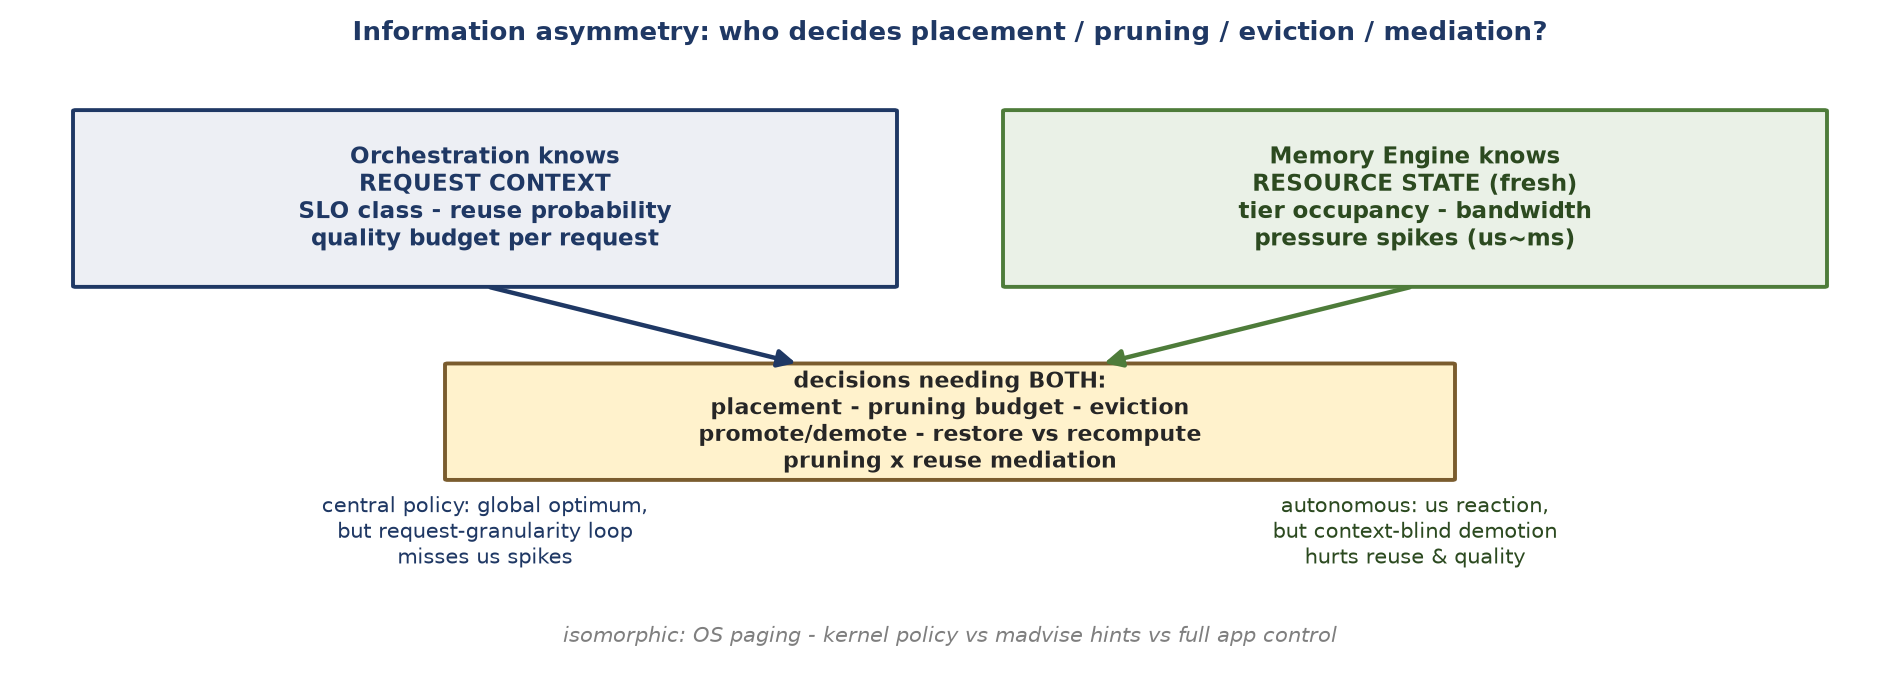 Information asymmetry: who decides placement / pruning / eviction / mediation?
Orchestration knows
REQUEST CONTEXT
SLO class - reuse probability
quality budget per request
Memory Engine knows
RESOURCE STATE (fresh)
tier occupancy - bandwidth
pressure spikes (us~ms)
decisions needing BOTH:
placement - pruning budget - eviction
promote/demote - restore vs recompute
pruning x reuse mediation
central policy: global optimum,
but request-granularity loop
misses us spikes
autonomous: us reaction,
but context-blind demotion
hurts reuse & quality
isomorphic: OS paging - kernel policy vs madvise hints vs full app control